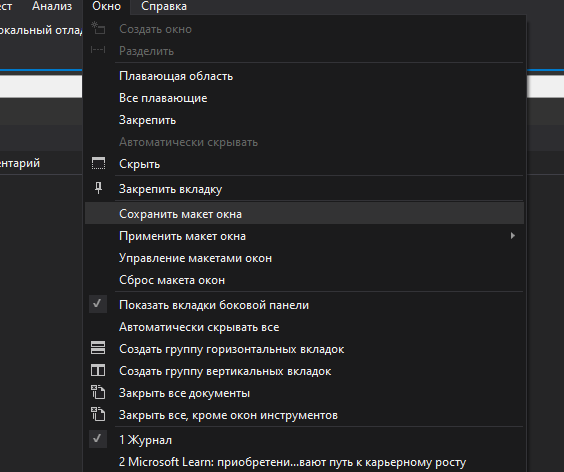 ест Анализ Окно Справка
окальный отлад
Создать окно
Разделить
Плавающая область
Все плавающие
Закрепить
Автоматически скрывать
ентарий
Скрыть
Закрепить вкладку
Сохранить макет окна
Применить макет окна
Управление макетами окон
Сброс макета окон
Показать вкладки боковой панели
Автоматически скрывать все
Создать группу горизонтальных вкладок
Создать группу вертикальных вкладок
Закрыть все документы
Закрыть все, кроме окон инструментов
1 Журнал
2 Microsoft Learn: приобретени...вают путь к карьерному росту